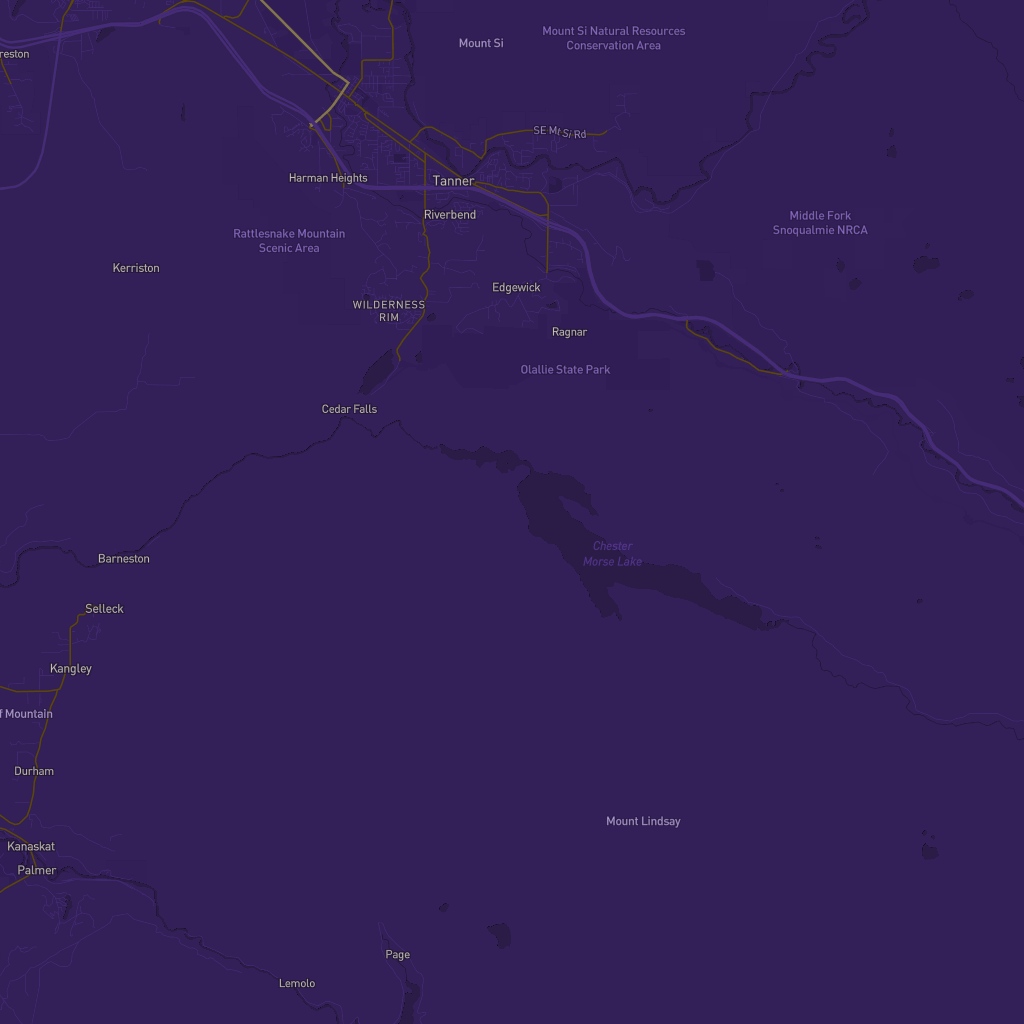 Mount Si
Mount Si Natural Resources
Conservation Area
reston
SE Mt Si Rd
Harman Heights
Tanner
Riverbend
Middle Fork
Snoqualmie NRCA
Rattlesnake Mountain
Scenic Area
Kerriston
Edgewick
WILDERNESS
RIM
Ragnar
Olallie State Park
Cedar Falls
Chester
Morse Lake
Barneston
Selleck
Kangley
f Mountain
Durham
Mount Lindsay
Kanaskat
Palmer
Page
Lemolo